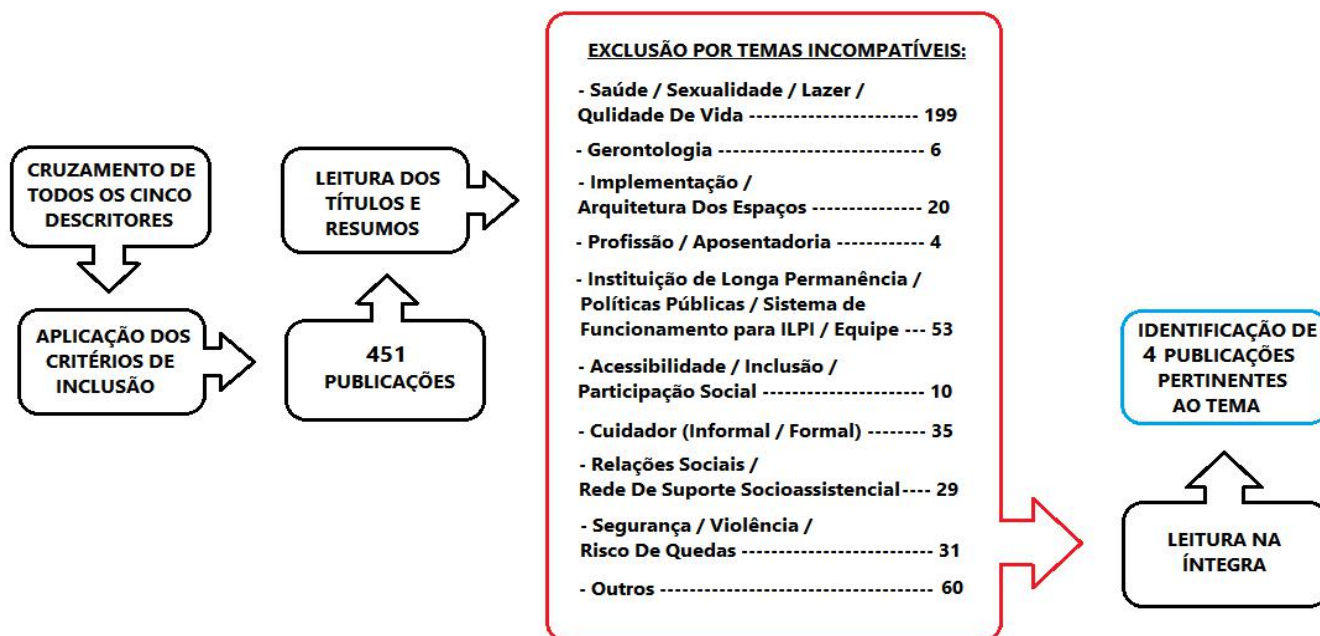 CRUZAMENTO DE
TODOS OS CINCO
DESCRITORES
APLICAÇÃO DOS
CRITÉRIOS DE
INCLUSÃO
451
PUBLICAÇÕES
LEITURA DOS
TÍTULOS E
RESUMOS
EXCLUSÃO POR TEMAS INCOMPATÍVEIS:
- Saúde / Sexualidade / Lazer /
Qulidade De Vida ------------------------ 199
- Gerontologia ----------------------------- 6
- Implementação /
Arquitetura Dos Espaços --------------- 20
- Profissão / Aposentadoria ------------ 4
- Instituição de Longa Permanência /
Políticas Públicas / Sistema de
Funcionamento para ILPI / Equipe --- 53
- Acessibilidade / Inclusão /
Participação Social ----------------------- 10
- Cuidador (Informal / Formal) -------- 35
- Relações Sociais /
Rede De Suporte Socioassistencial ---- 29
- Segurança / Violência /
Risco De Quedas --------------------------- 31
- Outros --------------------------------------- 60
LEITURA NA
ÍNTEGRA
IDENTIFICAÇÃO DE
4 PUBLICAÇÕES
PERTINENTES
AO TEMA